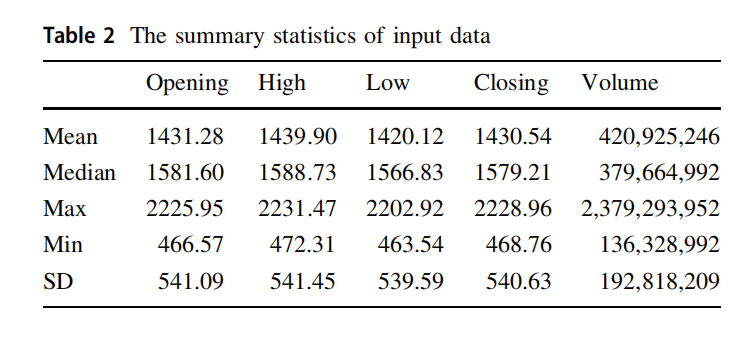 Table 2 The summary statistics of input data
Opening High Low Closing Volume
Mean 1431.28 1439.90 1420.12 1430.54 420,925,246
Median 1581.60 1588.73 1566.83 1579.21 379,664,992
Max 2225.95 2231.47 2202.92 2228.96 2,379,293,952
Min 466.57 472.31 463.54 468.76 136,328,992
SD 541.09 541.45 539.59 540.63 192,818,209